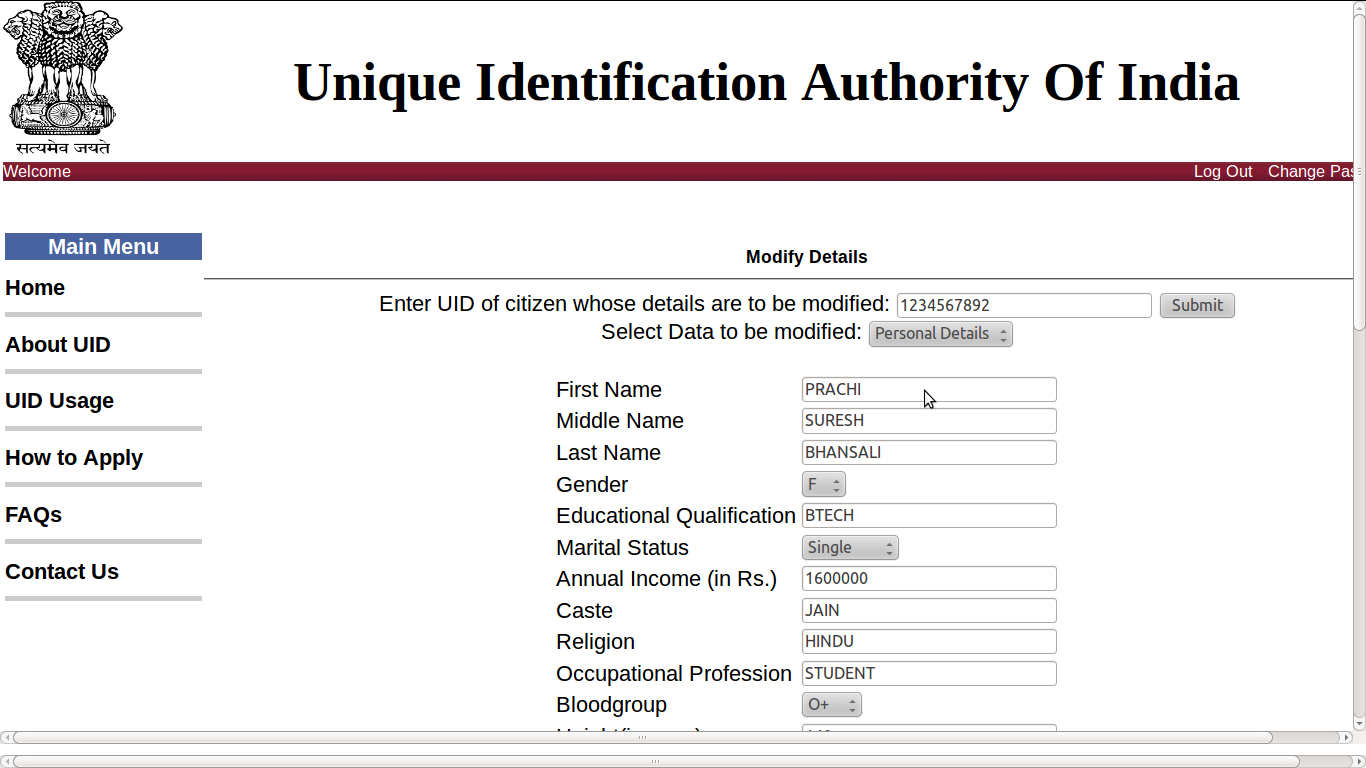 सत्यमेव जयते
Unique Identification Authority Of India
Welcome
Log Out Change Pas
Main Menu
Home
About UID
UID Usage
How to Apply
FAQs
Contact Us
Modify Details
Enter UID of citizen whose details are to be modified: 1234567892 Submit
Select Data to be modified: Personal Details
First Name PRACHI
Middle Name SURESH
Last Name BHANSALI
Gender F
Educational Qualification BTECH
Marital Status Single
Annual Income (in Rs.) 1600000
Caste JAIN
Religion HINDU
Occupational Profession STUDENT
Bloodgroup O+